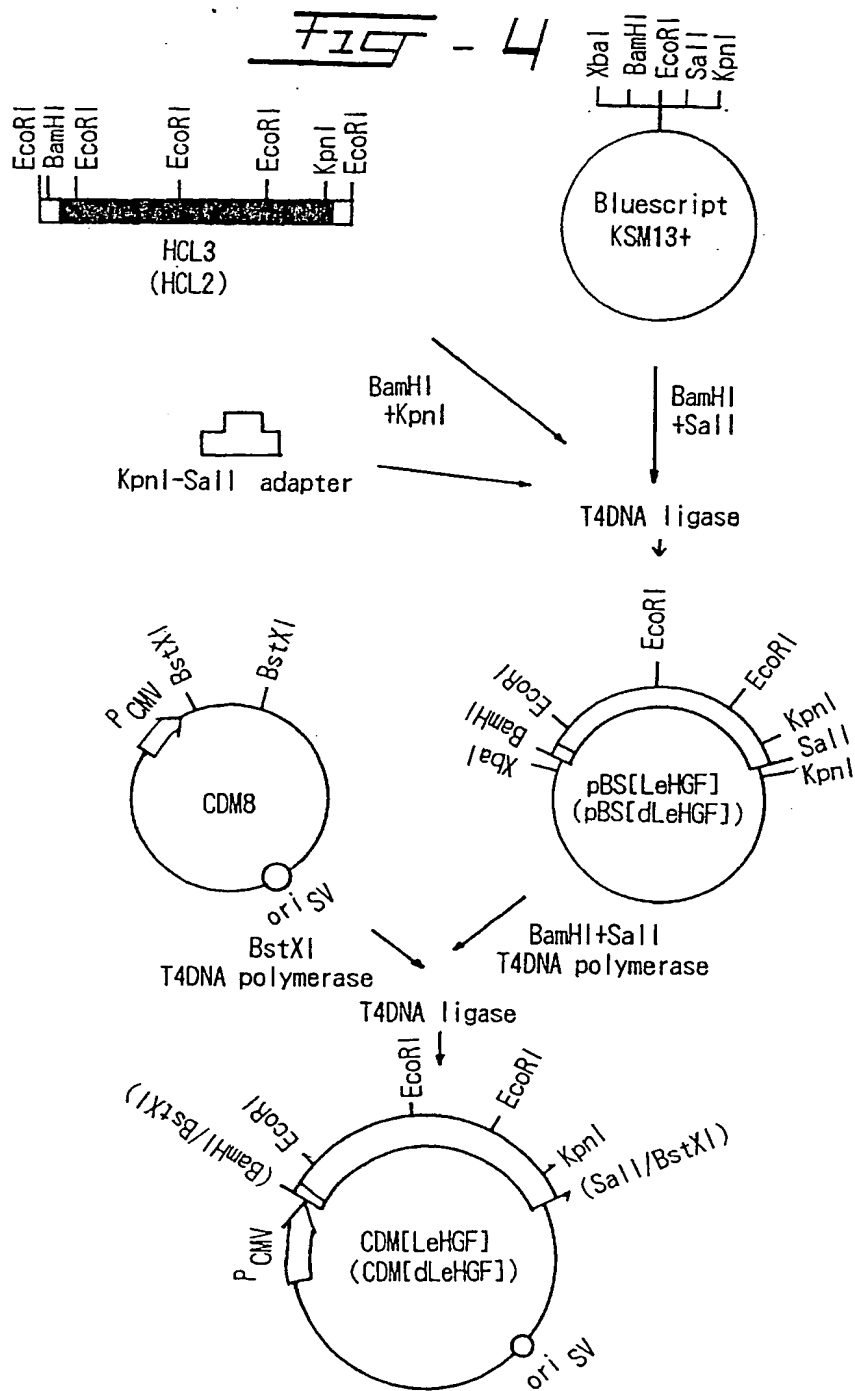 Fig - 4
XbaI
BamHI
EcoRI
SalI
KpnI
EcoRI
BamHI
EcoRI
EcoRI
EcoRI
KpnI
EcoRI
HCL3
(HCL2)
Bluescript
KSM13+
BamHI
+KpnI
BamHI
+SalI
KpnI-SalI adapter
T4DNA ligase
BstXI
BstXI
P CMV
CDM8
ori SV
EcoRI
EcoRI
EcoRI
BamHI
XbaI
KpnI
SalI
KpnI
pBS[LeHGF]
(pBS[dLeHGF])
BstXI
T4DNA polymerase
BamHI+SalI
T4DNA polymerase
T4DNA ligase
(BamHI/BstXI)
EcoRI
EcoRI
EcoRI
KpnI
(SalI/BstXI)
P CMV
CDM[LeHGF]
(CDM[dLeHGF])
ori SV